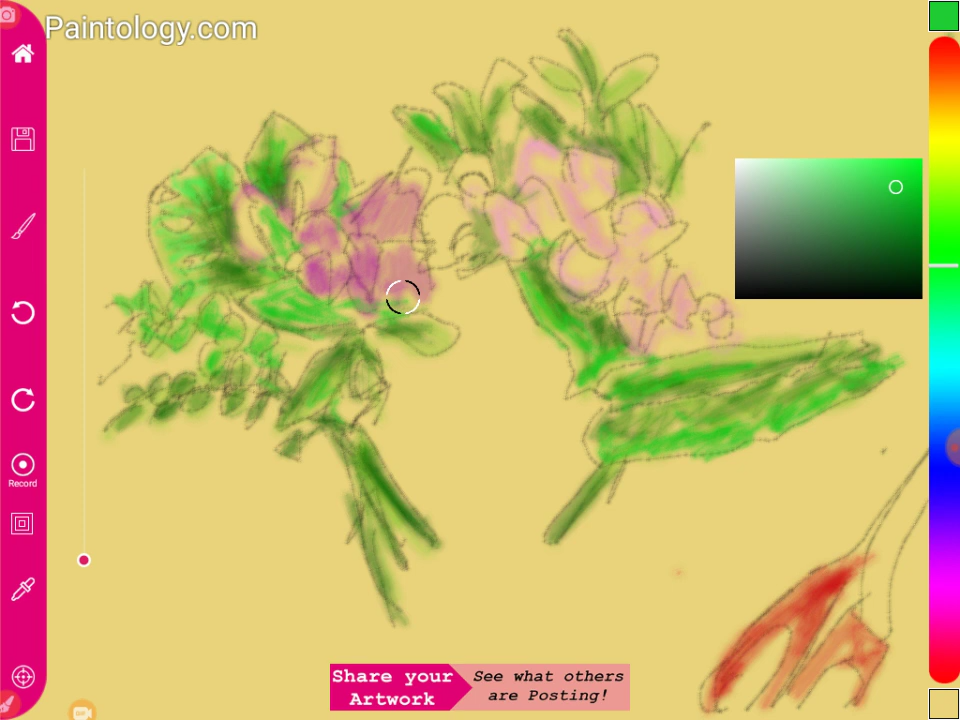 Paintology.com
Record
Share your
Artwork
See what others
are Posting!